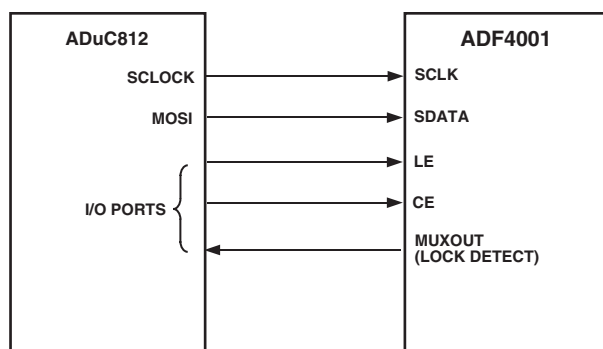 ADuC812
ADF4001
SCLOCK
SCLK
MOSI
SDATA
LE
I/O PORTS
CE
MUXOUT
(LOCK DETECT)